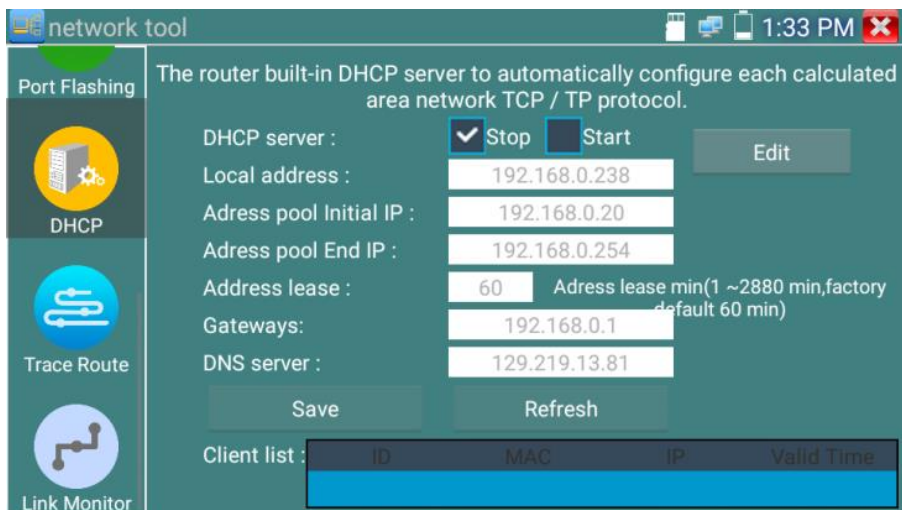 network tool
1:33 PM
Port Flashing
The router built-in DHCP server to automatically configure each calculated
area network TCP / TP protocol.
DHCP server :
Stop
Start
Edit
Local address :
192.168.0.238
DHCP
Adress pool Initial IP :
192.168.0.20
Adress pool End IP :
192.168.0.254
Address lease :
60
Adress lease min(1 ~2880 min,factory
default 60 min)
Gateways:
192.168.0.1
Trace Route
DNS server :
129.219.13.81
Save
Refresh
Client list :
ID
MAC
IP
Valid Time
Link Monitor